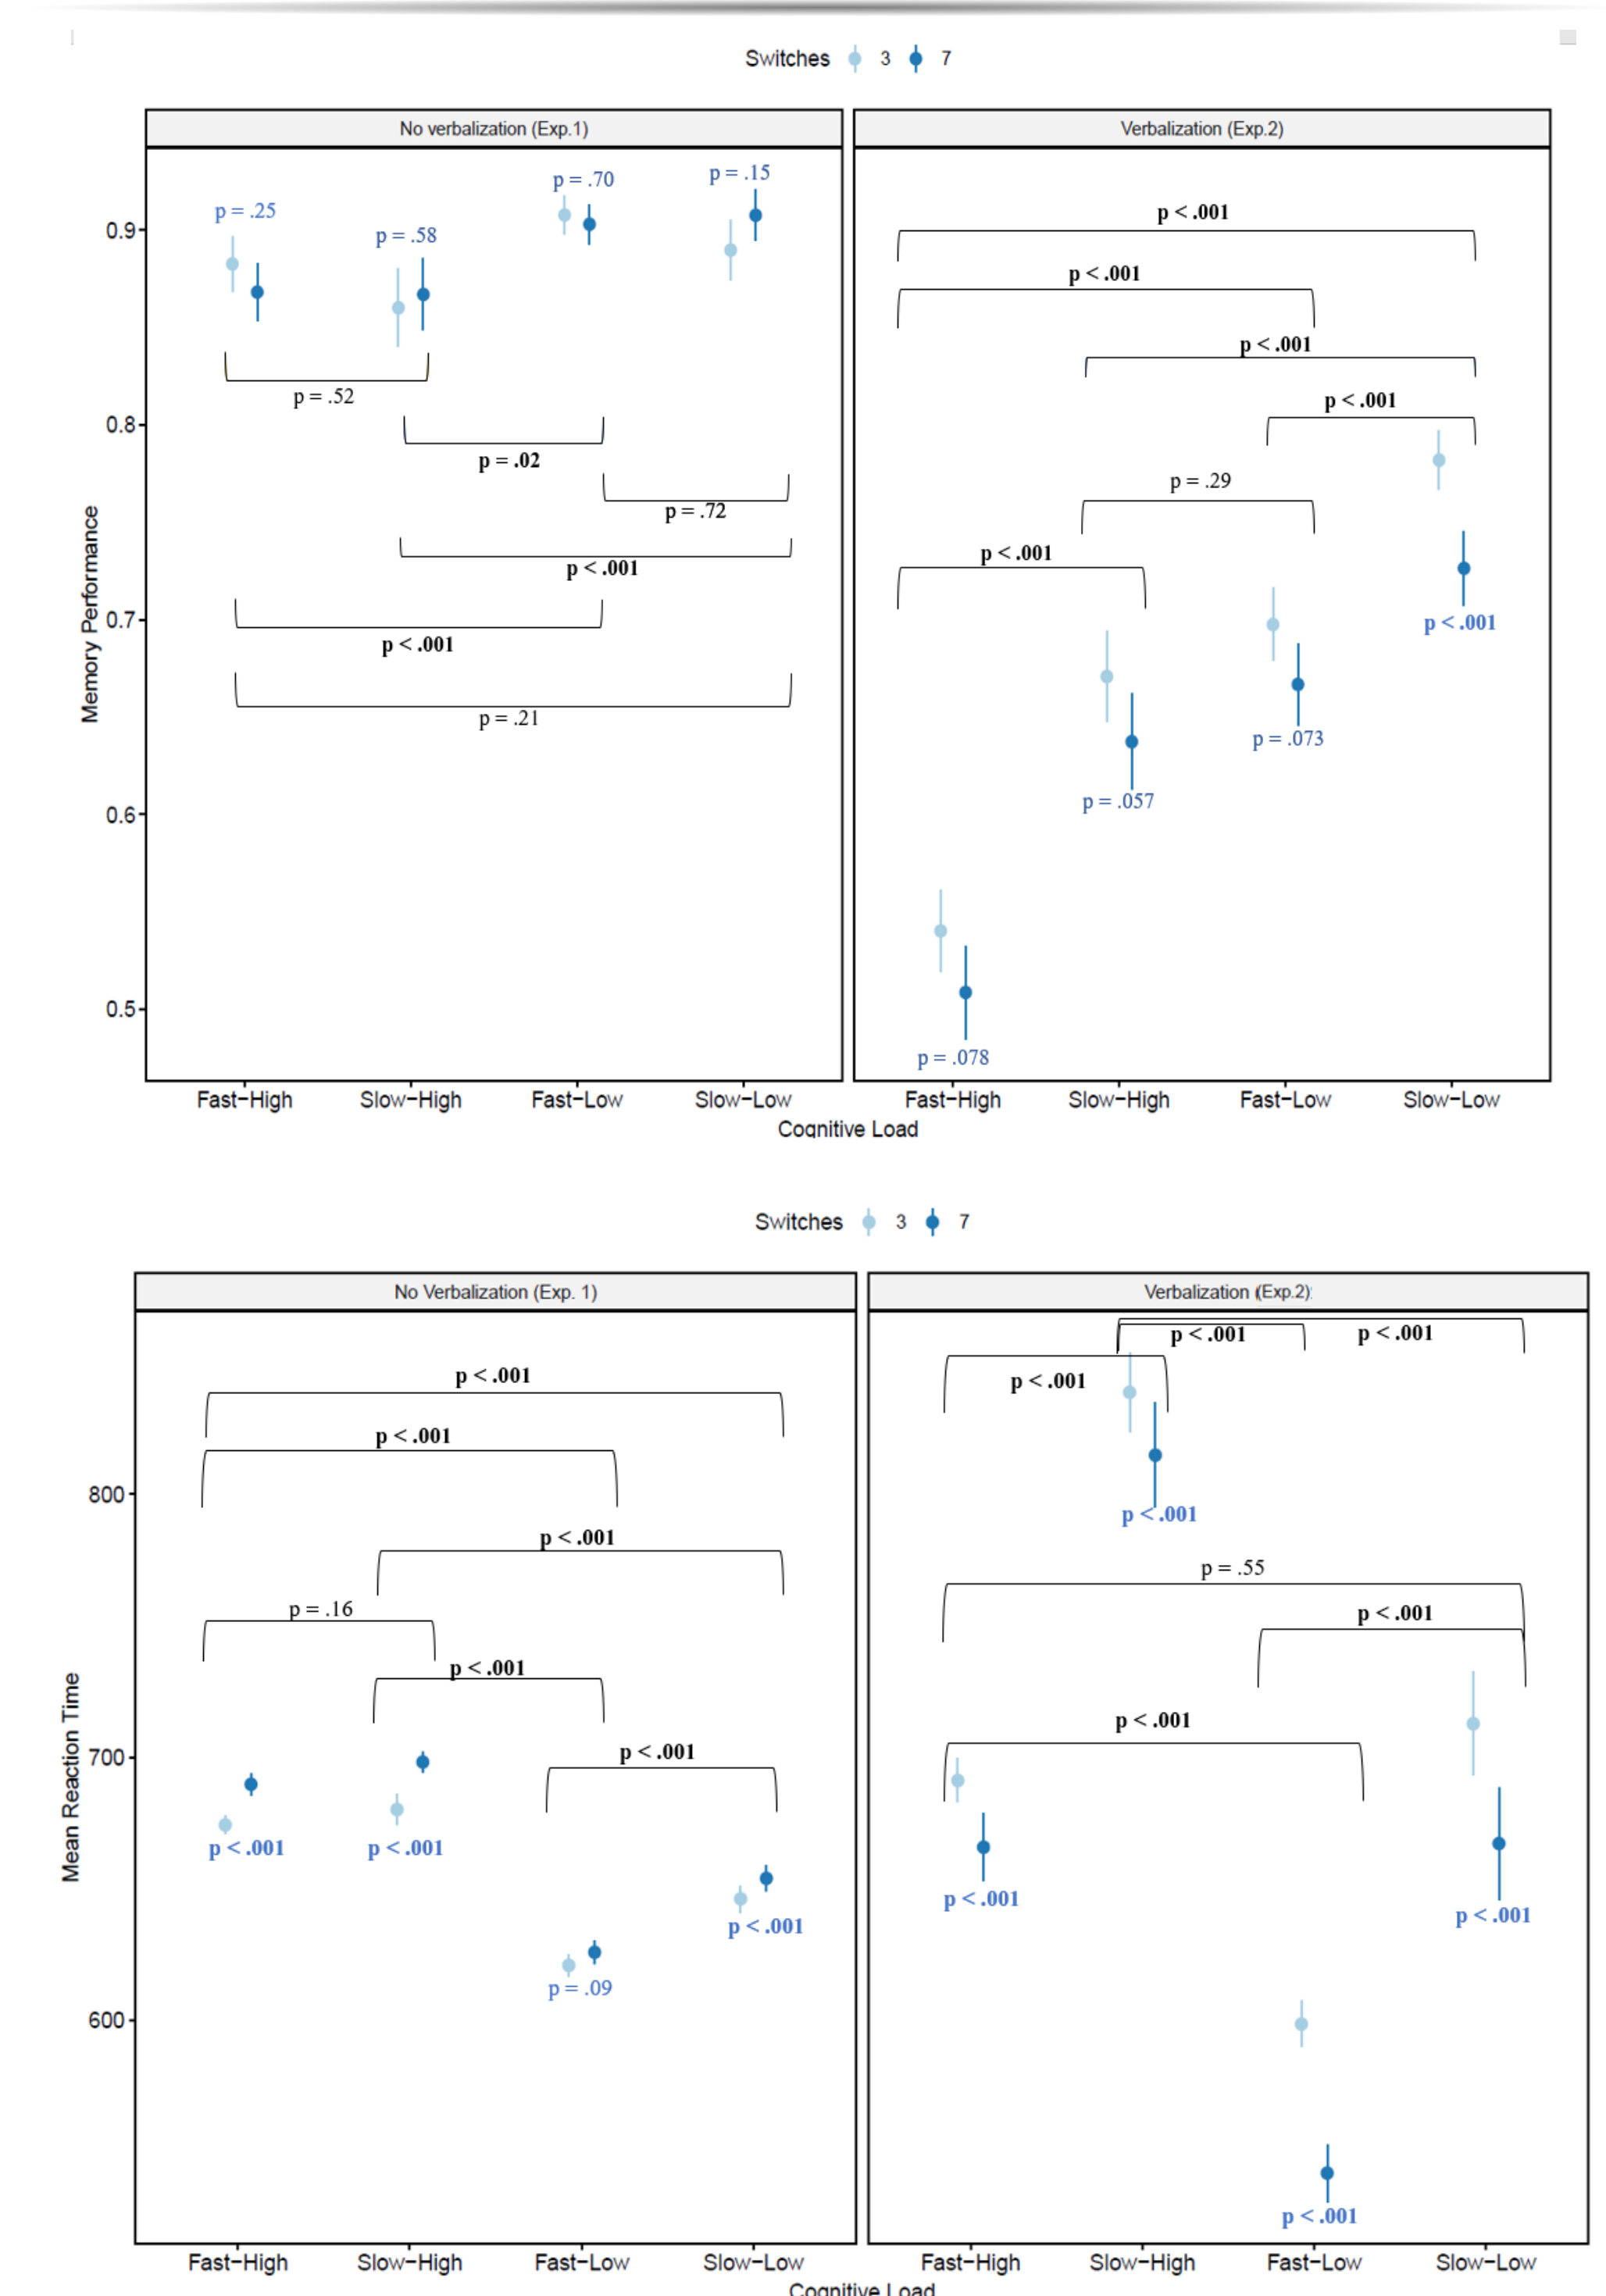 Switches 3 7
No verbalization (Exp.1)
Verbalization (Exp.2)
Memory Performance
0.9
0.8
0.7
0.6
0.5
p = .25
p = .58
p = .70
p = .15
p = .52
p = .02
p = .72
p < .001
p < .001
p = .21
p < .001
p < .001
p < .001
p < .001
p = .29
p < .001
p < .001
p = .073
p = .057
p = .078
Fast-High Slow-High Fast-Low Slow-Low
Fast-High Slow-High Fast-Low Slow-Low
Cognitive Load
Switches 3 7
No Verbalization (Exp. 1)
Verbalization (Exp.2)
Mean Reaction Time
800
700
600
p < .001
p < .001
p < .001
p = .16
p < .001
p < .001
p < .001
p < .001
p < .001
p = .09
p < .001
p < .001
p < .001
p < .001
p = .55
p < .001
p < .001
p < .001
p < .001
p < .001
Fast-High Slow-High Fast-Low Slow-Low
Fast-High Slow-High Fast-Low Slow-Low
Cognitive Load